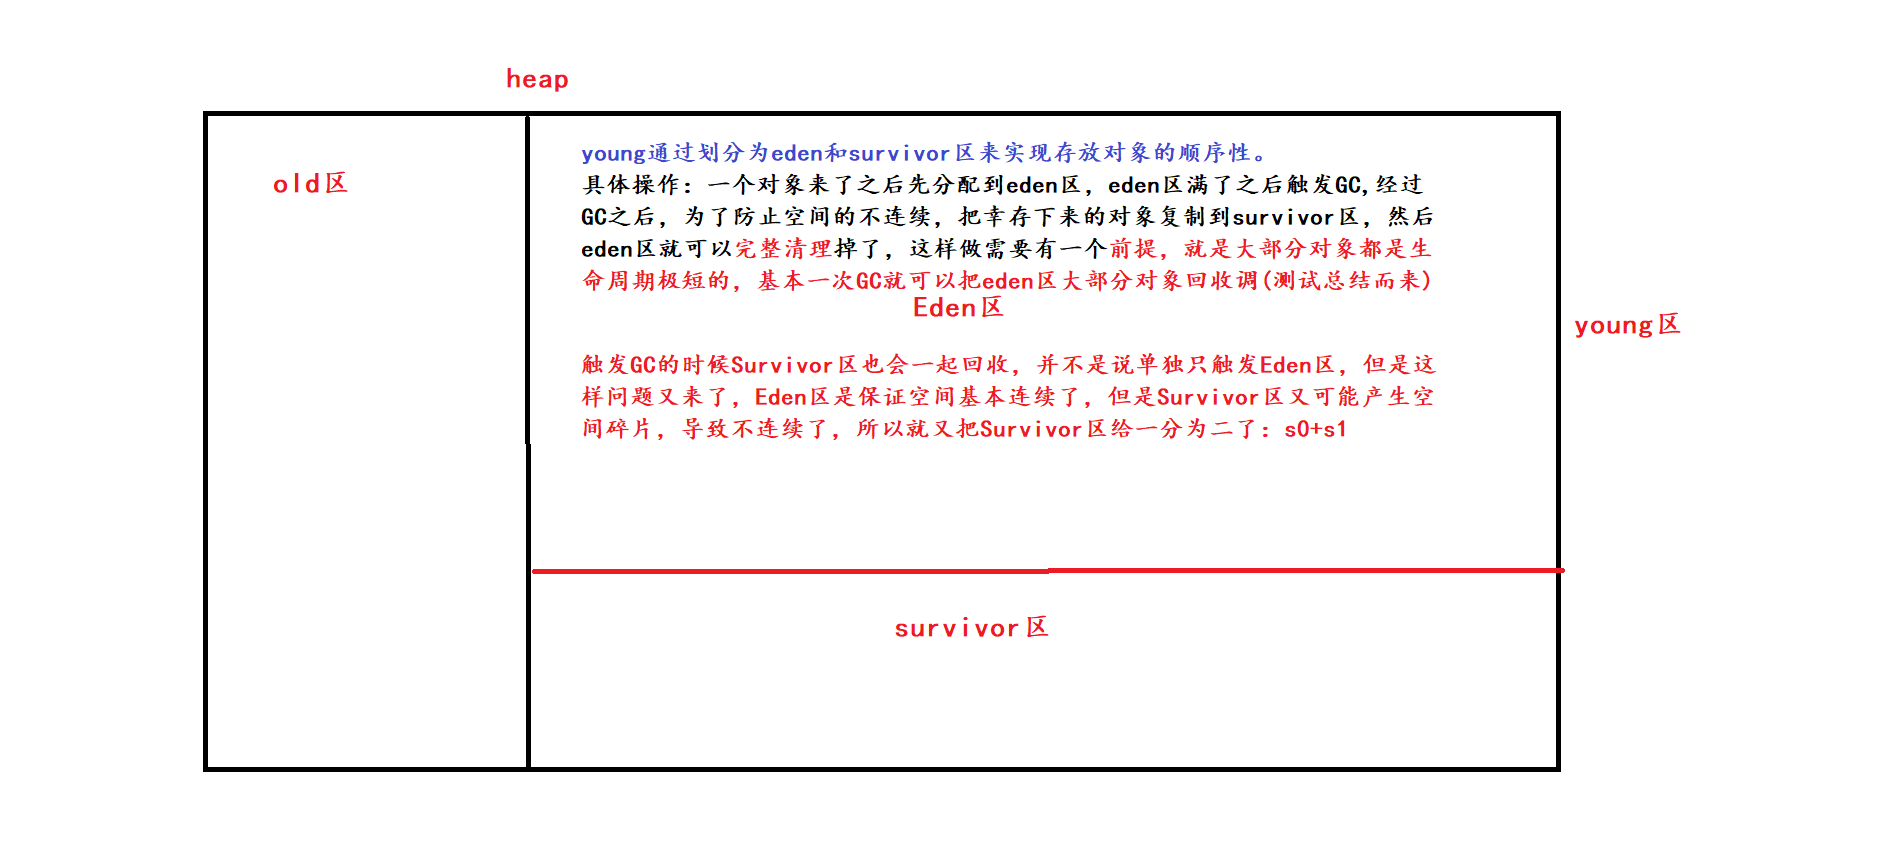 heap
old区
young通过划分为eden和survivor区来实现存放对象的顺序性。
具体操作：一个对象来了之后先分配到eden区，eden区满了之后触发GC,经过
GC之后，为了防止空间的不连续，把幸存下来的对象复制到survivor区，然后
eden区就可以完整清理掉了，这样做需要有一个前提，就是大部分对象都是生
命周期极短的，基本一次GC就可以把eden区大部分对象回收调(测试总结而来)
Eden区
young区
触发GC的时候Survivor区也会一起回收，并不是说单独只触发Eden区，但是这
样问题又来了，Eden区是保证空间基本连续了，但是Survivor区又可能产生空
间碎片，导致不连续了，所以就又把Survivor区给一分为二了：s0+s1
survivor区